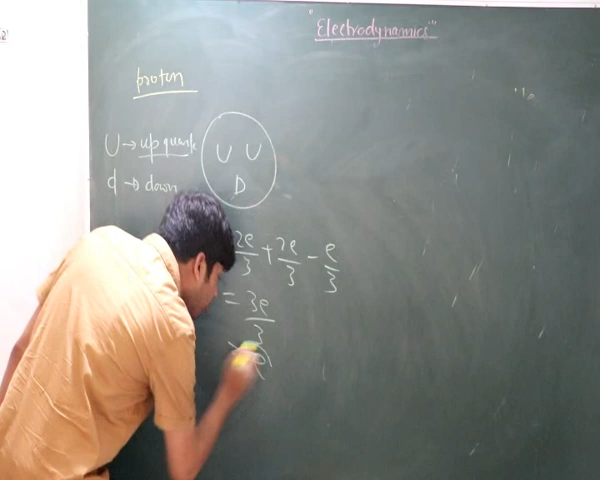 "Electrodynamics"
proton
U → up quark
d → down
U U
D
2e/3 + 2e/3 - e/3
= 3e/3